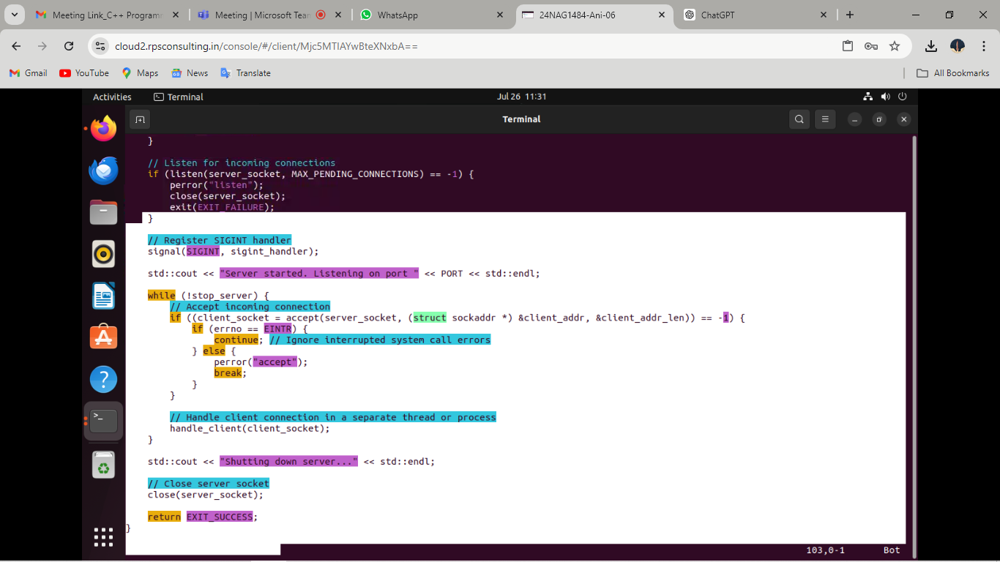 Meeting Link_C++ Programm
Meeting | Microsoft Tean
WhatsApp
24NAG1484-Ani-06
ChatGPT
cloud2.rpsconsulting.in/console/#/client/Mjc5MTlAYwBteXNxbA==
Gmail
YouTube
Maps
News
Translate
All Bookmarks
Activities
Terminal
Jul 26 11:31
Terminal
}
// Listen for incoming connections
if (listen(server_socket, MAX_PENDING_CONNECTIONS) == -1) {
perror("listen");
close(server_socket);
exit(EXIT_FAILURE);
}
// Register SIGINT handler
signal(SIGINT, sigint_handler);
std::cout << "Server started. Listening on port " << PORT << std::endl;
while (!stop_server) {
// Accept incoming connection
if ((client_socket = accept(server_socket, (struct sockaddr *) &client_addr, &client_addr_len)) == -1) {
if (errno == EINTR) {
continue; // Ignore interrupted system call errors
} else {
perror("accept");
break;
}
}
// Handle client connection in a separate thread or process
handle_client(client_socket);
}
std::cout << "Shutting down server..." << std::endl;
// Close server socket
close(server_socket);
return EXIT_SUCCESS;
}
103,0-1 Bot